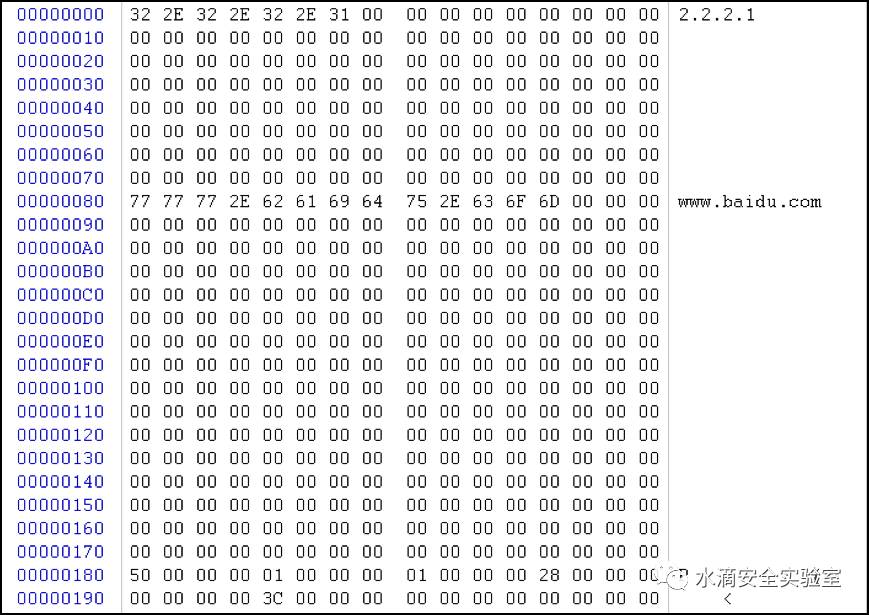 00000000 32 2E 32 2E 32 2E 31 00 00 00 00 00 00 00 00 00 2.2.2.1
00000010 00 00 00 00 00 00 00 00 00 00 00 00 00 00 00 00
00000020 00 00 00 00 00 00 00 00 00 00 00 00 00 00 00 00
00000030 00 00 00 00 00 00 00 00 00 00 00 00 00 00 00 00
00000040 00 00 00 00 00 00 00 00 00 00 00 00 00 00 00 00
00000050 00 00 00 00 00 00 00 00 00 00 00 00 00 00 00 00
00000060 00 00 00 00 00 00 00 00 00 00 00 00 00 00 00 00
00000070 00 00 00 00 00 00 00 00 00 00 00 00 00 00 00 00
00000080 77 77 77 2E 62 61 69 64 75 2E 63 6F 6D 00 00 00 www.baidu.com
00000090 00 00 00 00 00 00 00 00 00 00 00 00 00 00 00 00
000000A0 00 00 00 00 00 00 00 00 00 00 00 00 00 00 00 00
000000B0 00 00 00 00 00 00 00 00 00 00 00 00 00 00 00 00
000000C0 00 00 00 00 00 00 00 00 00 00 00 00 00 00 00 00
000000D0 00 00 00 00 00 00 00 00 00 00 00 00 00 00 00 00
000000E0 00 00 00 00 00 00 00 00 00 00 00 00 00 00 00 00
000000F0 00 00 00 00 00 00 00 00 00 00 00 00 00 00 00 00
00000100 00 00 00 00 00 00 00 00 00 00 00 00 00 00 00 00
00000110 00 00 00 00 00 00 00 00 00 00 00 00 00 00 00 00
00000120 00 00 00 00 00 00 00 00 00 00 00 00 00 00 00 00
00000130 00 00 00 00 00 00 00 00 00 00 00 00 00 00 00 00
00000140 00 00 00 00 00 00 00 00 00 00 00 00 00 00 00 00
00000150 00 00 00 00 00 00 00 00 00 00 00 00 00 00 00 00
00000160 00 00 00 00 00 00 00 00 00 00 00 00 00 00 00 00
00000170 00 00 00 00 00 00 00 00 00 00 00 00 00 00 00 00
00000180 50 00 00 00 01 00 00 00 01 00 00 00 28 00 00 00 P 水滴安全实验室
00000190 00 00 00 00 3C 00 00 00 00 00 00 00 00 00 00 00 <